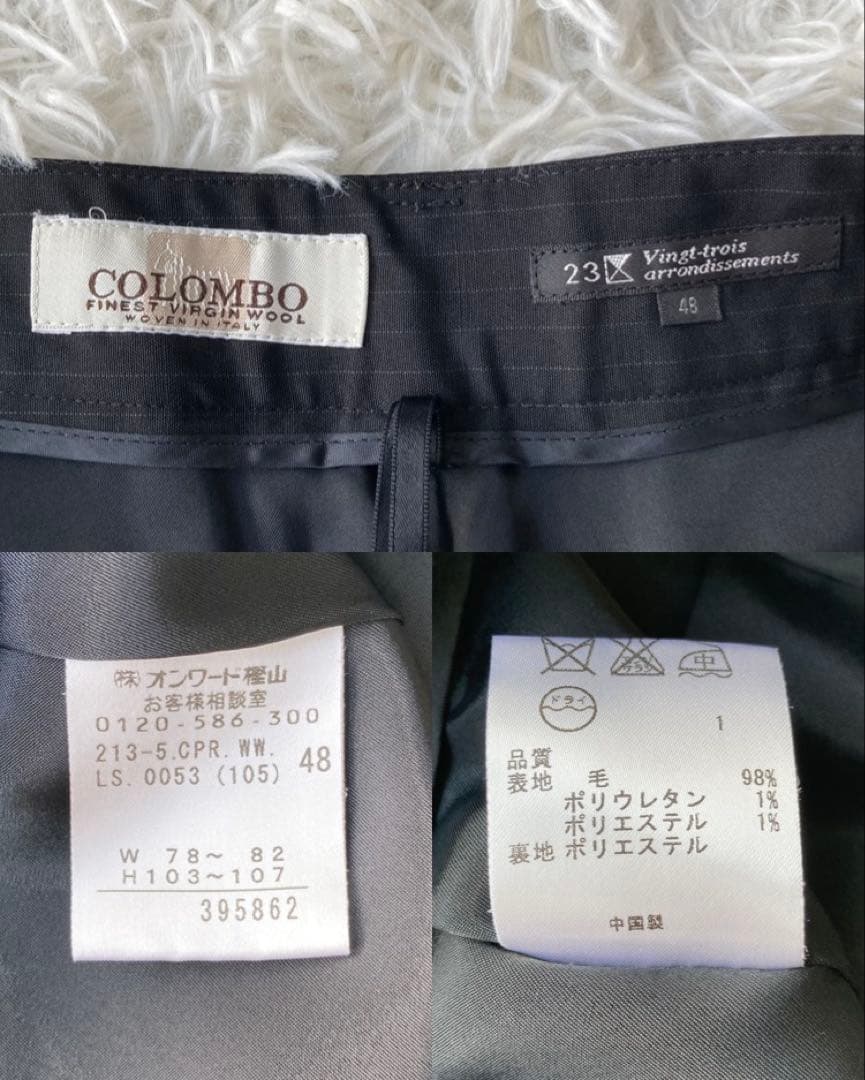 COLOMBO
FINEST VIRGIN WOOL
WOVEN IN ITALY
23 Vingt-trois
arrondissements
48
(株)オンワード樫山
お客様相談室
0120-586-300
213-5.CPR.WW.
LS.0053 (105) 48
W 78～ 82
H103～107
395862
中
ドライ
1
品質
表地 毛 98%
ポリウレタン 1%
ポリエステル 1%
裏地 ポリエステル
中国製